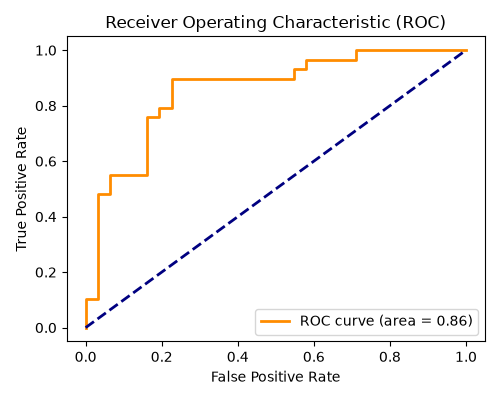 Receiver Operating Characteristic (ROC)
True Positive Rate
1.0
0.8
0.6
0.4
0.2
0.0
ROC curve (area = 0.86)
0.0 0.2 0.4 0.6 0.8 1.0
False Positive Rate